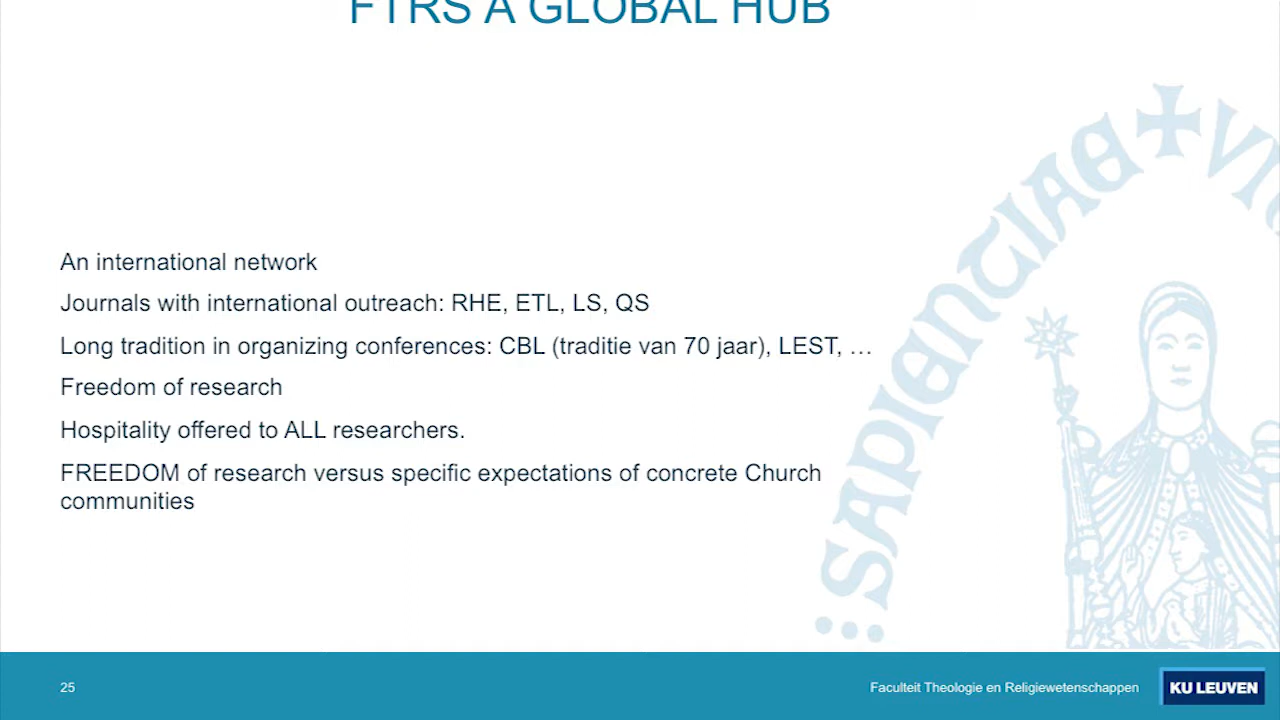 FTRS A GLOBAL HUB
An international network
Journals with international outreach: RHE, ETL, LS, QS
Long tradition in organizing conferences: CBL (traditie van 70 jaar), LEST, …
Freedom of research
Hospitality offered to ALL researchers.
FREEDOM of research versus specific expectations of concrete Church
communities
SAPIENTIAE
25
Faculteit Theologie en Religiewetenschappen
KU LEUVEN